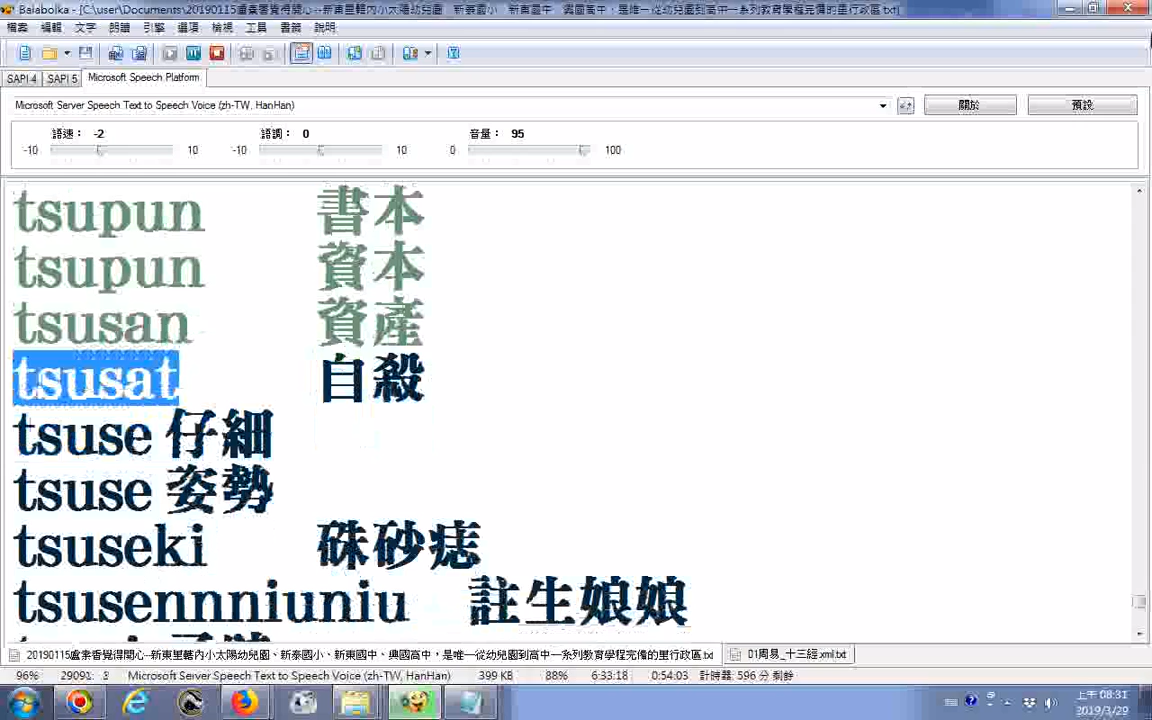 Balabolka - [C:\user\Documents\20190115盧業香覺得開心--新東里轄內小太陽幼兒園、新泰國小、新東國中、興國高中，是唯一從幼兒園到高中一系列教育學程完備的里行政區.txt]
檔案 編輯 文字 朗讀 引擎 選項 檢視 工具 書籤 說明
SAPI 4 SAPI 5 Microsoft Speech Platform
Microsoft Server Speech Text to Speech Voice (zh-TW, HanHan) 關於 預設
語速： -2 語調： 0 音量： 95
-10 10 -10 10 0 100
tsupun 書本
tsupun 資本
tsusan 資產
tsusat 自殺
tsuse 仔細
tsuse 姿勢
tsuseki 硃砂痣
tsusennniuniu 註生娘娘
20190115盧業香覺得開心--新東里轄內小太陽幼兒園、新泰國小、新東國中、興國高中，是唯一從幼兒園到高中一系列教育學程完備的里行政區.txt 01周易_十三經.xml.txt
96% Microsoft Server Speech Text to Speech Voice (zh-TW, HanHan) 399 KB 88% 6:33:18 0:54:03 計時器: 596 分 剩餘
上午 08:31
2019/3/29